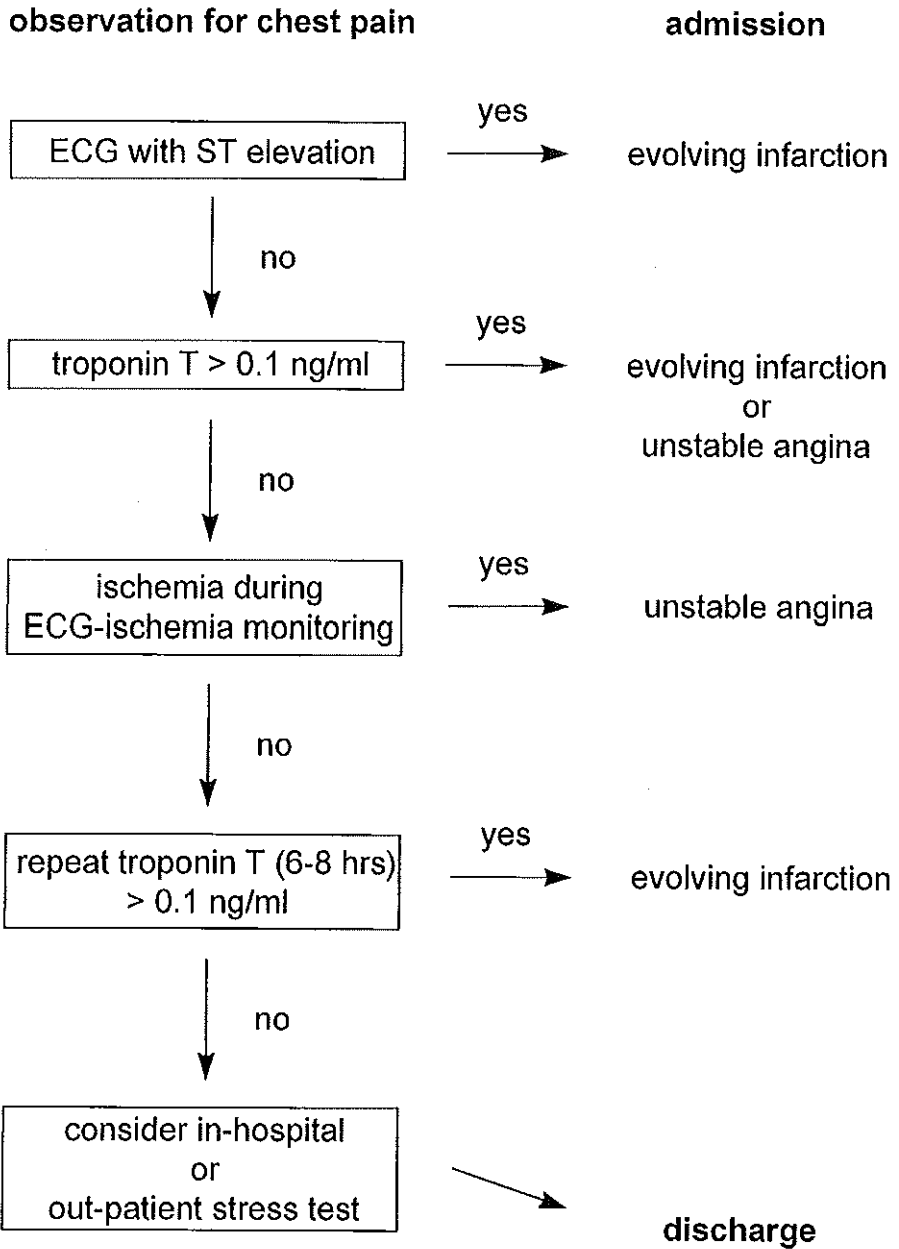 observation for chest pain
admission
ECG with ST elevation
yes
evolving infarction
no
troponin T > 0.1 ng/ml
yes
evolving infarction
or
unstable angina
no
ischemia during
ECG-ischemia monitoring
yes
unstable angina
no
repeat troponin T (6-8 hrs)
> 0.1 ng/ml
yes
evolving infarction
no
consider in-hospital
or
out-patient stress test
discharge